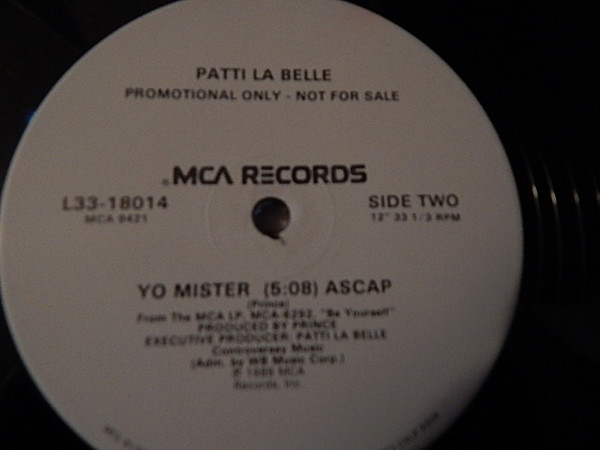 PATTI LA BELLE
PROMOTIONAL ONLY - NOT FOR SALE
MCA RECORDS
L33-18014 SIDE TWO
MCA 9421 12" 33 1/3 RPM
YO MISTER (5:08) ASCAP
(Prince)
From The MCA LP, MCA-6292, "Be Yourself"
PRODUCED BY PRINCE
EXECUTIVE PRODUCER: PATTI LA BELLE
Controversy Music
(Adm. by WB Music Corp.)
MCA
Records, Inc.